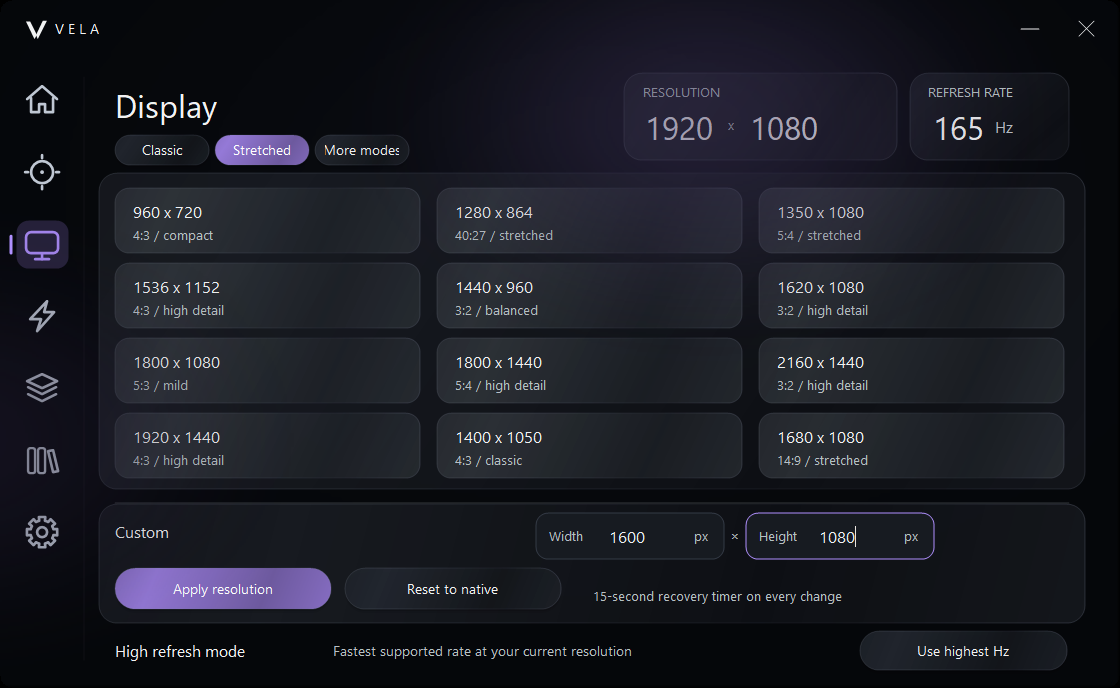 VELA
Display
RESOLUTION
1920 x 1080
REFRESH RATE
165 Hz
Classic
Stretched
More modes
960 x 720
4:3 / compact
1280 x 864
40:27 / stretched
1350 x 1080
5:4 / stretched
1536 x 1152
4:3 / high detail
1440 x 960
3:2 / balanced
1620 x 1080
3:2 / high detail
1800 x 1080
5:3 / mild
1800 x 1440
5:4 / high detail
2160 x 1440
3:2 / high detail
1920 x 1440
4:3 / high detail
1400 x 1050
4:3 / classic
1680 x 1080
14:9 / stretched
Custom
Width 1600 px × Height 1080 px
Apply resolution
Reset to native
15-second recovery timer on every change
High refresh mode
Fastest supported rate at your current resolution
Use highest Hz